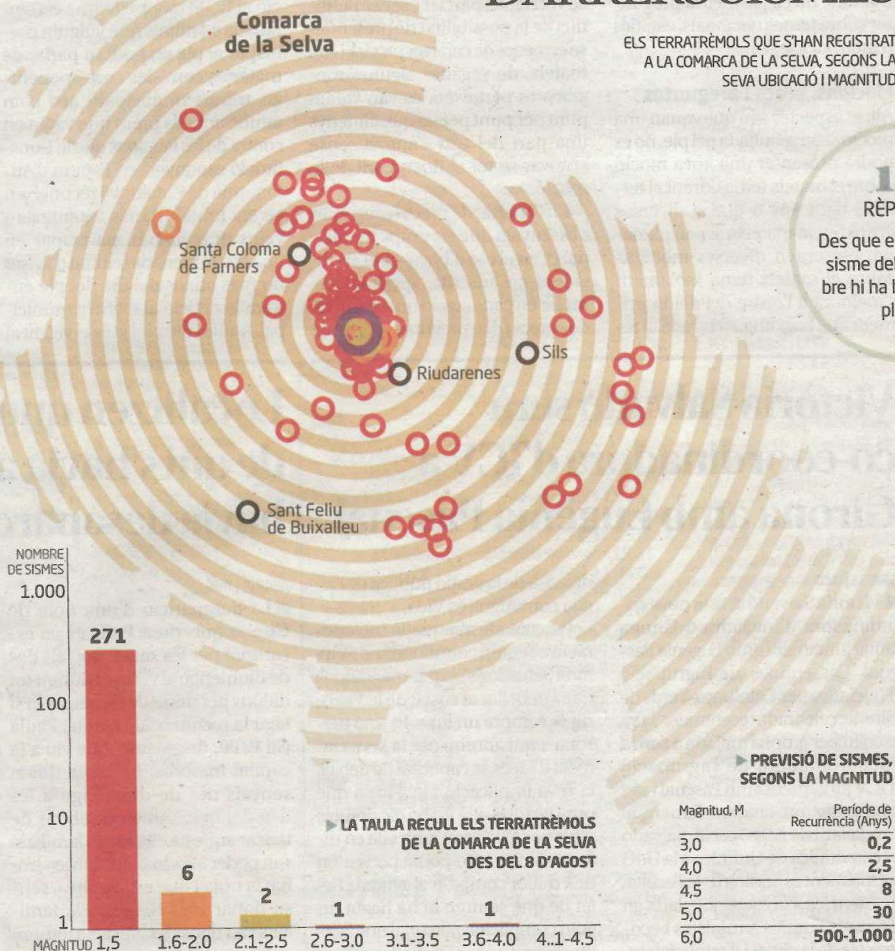 Comarca
de la Selva
ELS TERRATRÈMOLS QUE S'HAN REGISTRAT
A LA COMARCA DE LA SELVA, SEGONS LA
SEVA UBICACIÓ I MAGNITUD
1
RÈP
Des que e
sisme del
bre hi ha h
pl
Santa Coloma
de Farners
Sils
Riudarenes
Sant Feliu
de Buixalleu
NOMBRE
DE SISMES
1.000
100
10
1
271
6
2
1
1
MAGNITUD 1,5 1.6-2.0 2.1-2.5 2.6-3.0 3.1-3.5 3.6-4.0 4.1-4.5
LA TAULA RECULL ELS TERRATRÈMOLS
DE LA COMARCA DE LA SELVA
DES DEL 8 D'AGOST
PREVISIÓ DE SISMES,
SEGONS LA MAGNITUD
Magnitud, M Període de
Recurrència (Anys)
3,0 0,2
4,0 2,5
4.5 8
5,0 30
6,0 500-1.000